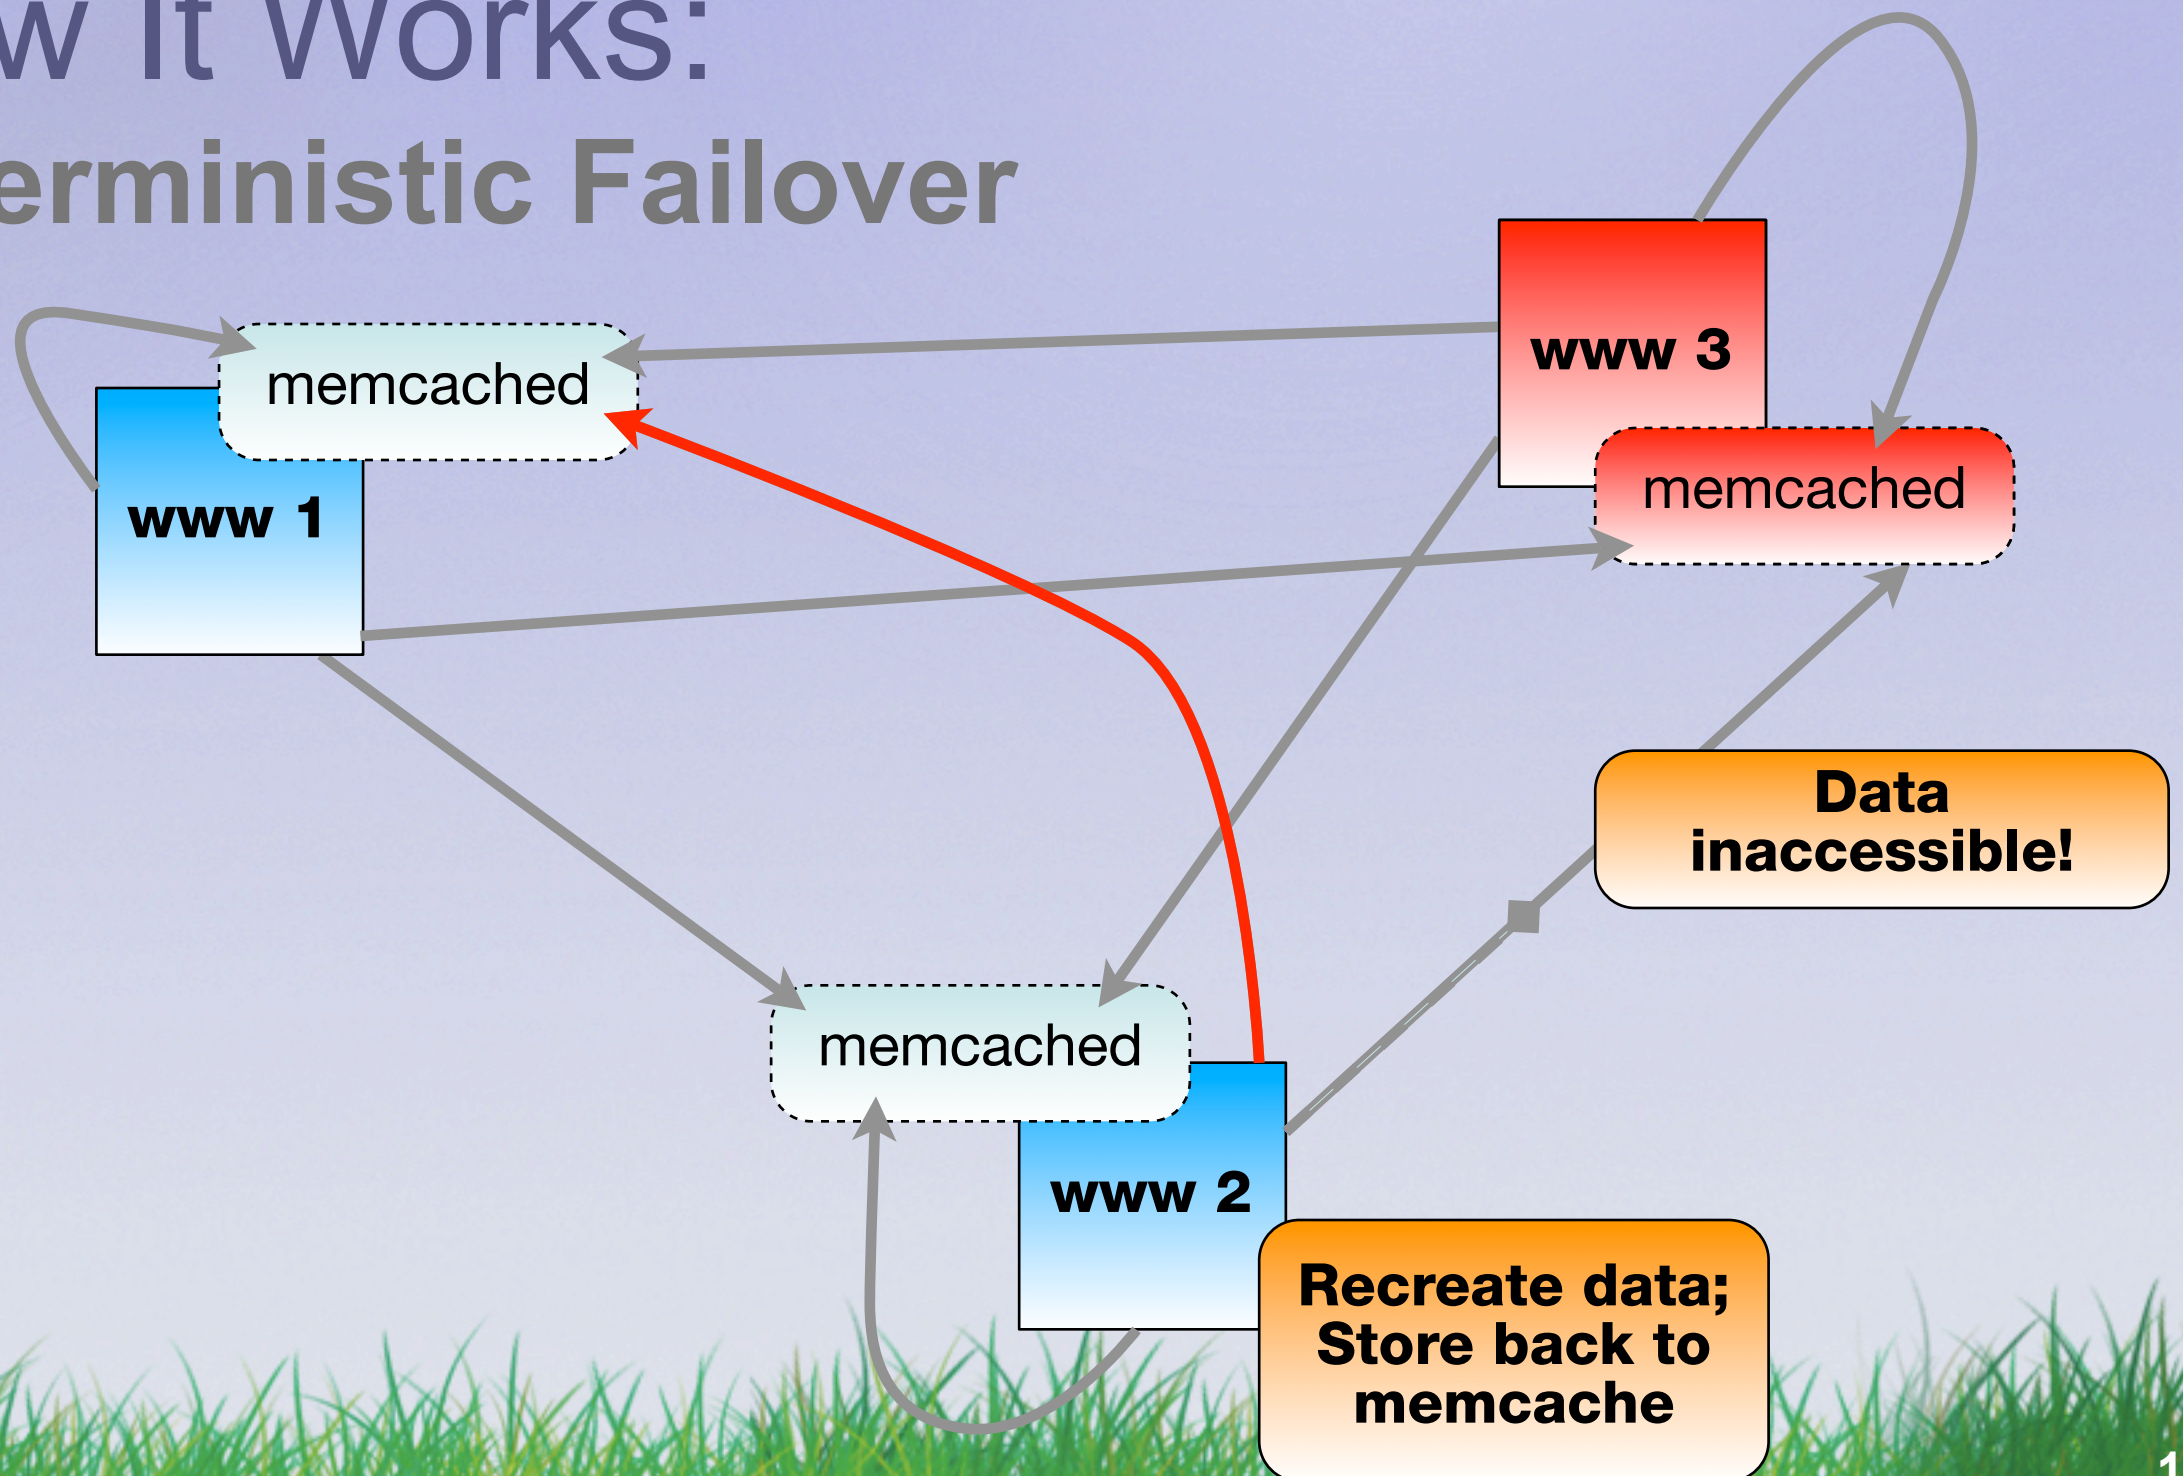 w It Works:
erministic Failover
memcached
www 1
www 3
memcached
Data
inaccessible!
memcached
www 2
Recreate data;
Store back to
memcache
1